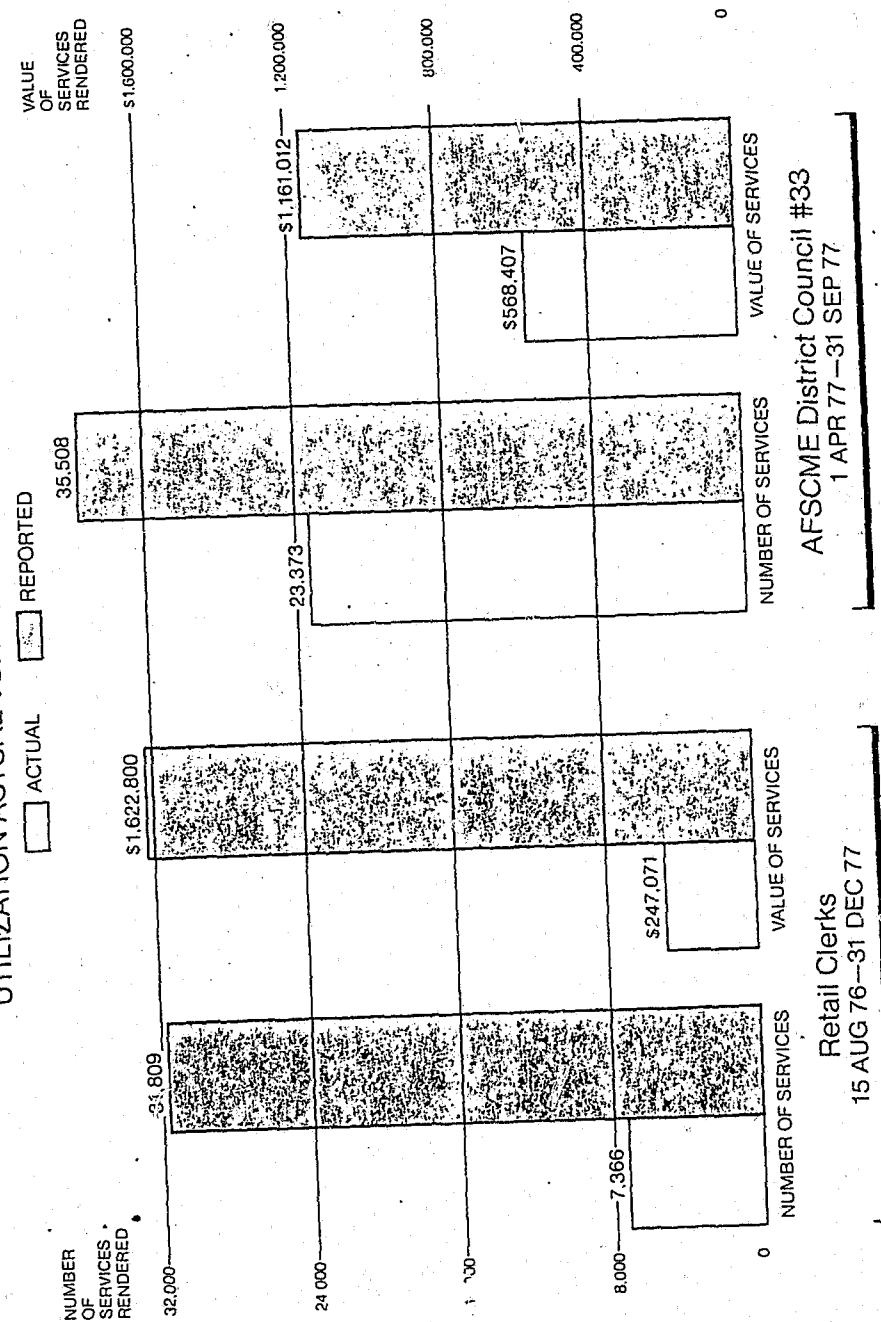 ACTUAL
REPORTED
NUMBER
OF
SERVICES
RENDERED
VALUE
OF
SERVICES
RENDERED
32.000
24 000
8.000
0
$1.600.000
1.200.000
800.000
400.000
0
31,809
7.366
$1.622.800
$247,071
35.508
23.373
$1,161.012
$568.407
NUMBER OF SERVICES
VALUE OF SERVICES
NUMBER OF SERVICES
VALUE OF SERVICES
Retail Clerks
15 AUG 76—31 DEC 77
AFSCME District Council #33
1 APR 77—31 SEP 77